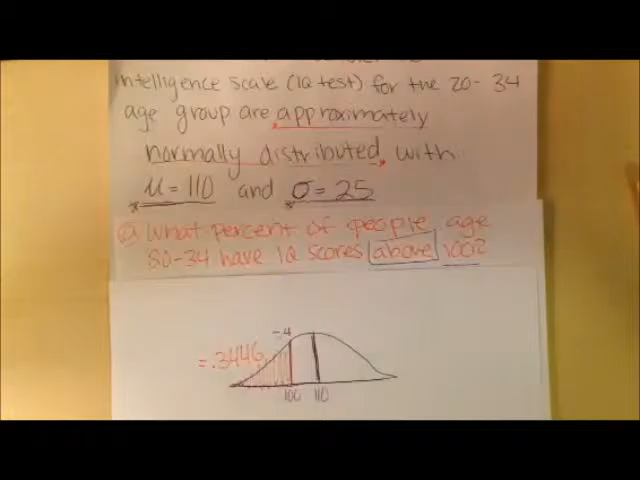 intelligence scale (IQ test) for the 20-34
age group are approximately
normally distributed, with
μ = 110 and σ = 25
@ What percent of people age
80-34 have IQ scores above 100?
-.4
= .3446
100 110